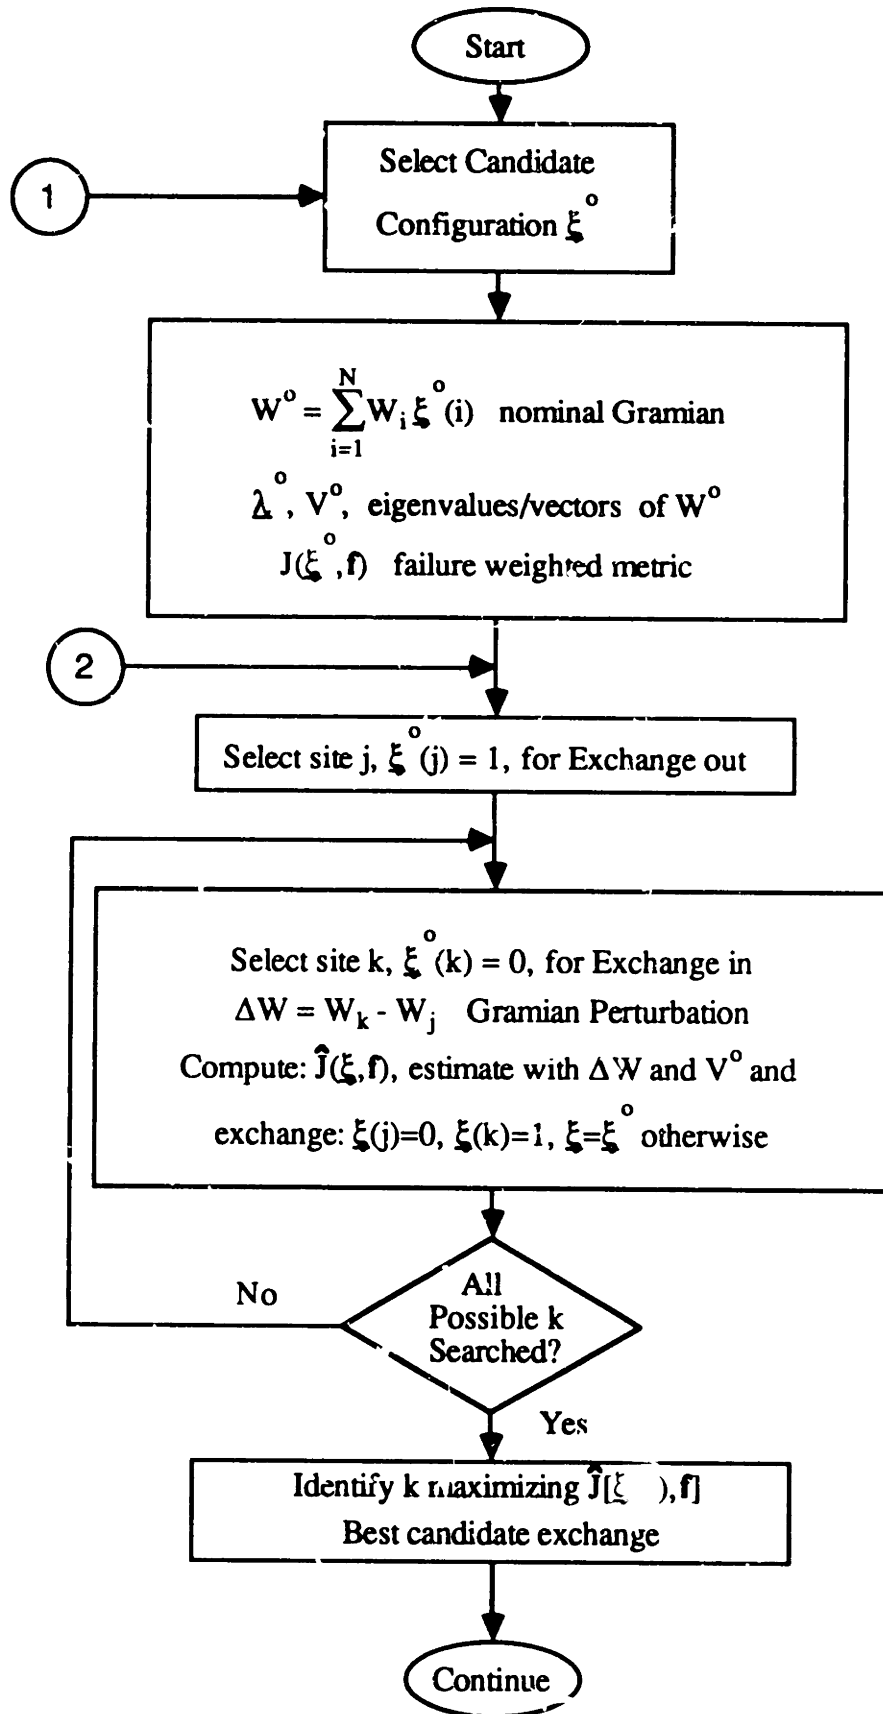 Start
1
Select Candidate
Configuration ξ°
W° = ∑_{i=1}^{N} W_i ξ°(i) nominal Gramian
λ°, V°, eigenvalues/vectors of W°
J(ξ°,f) failure weighted metric
2
Select site j, ξ°(j) = 1, for Exchange out
Select site k, ξ°(k) = 0, for Exchange in
ΔW = W_k - W_j Gramian Perturbation
Compute: Ĵ(ξ,f), estimate with ΔW and V° and
exchange: ξ(j)=0, ξ(k)=1, ξ=ξ° otherwise
No
All
Possible k
Searched?
Yes
Identify k maximizing Ĵ[ξ ),f]
Best candidate exchange
Continue